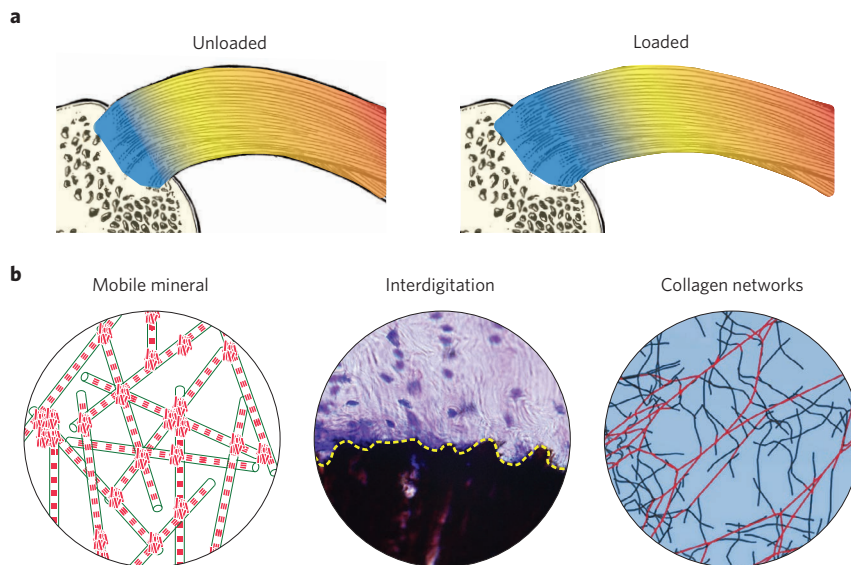 a
Unloaded
Loaded
b
Mobile mineral
Interdigitation
Collagen networks